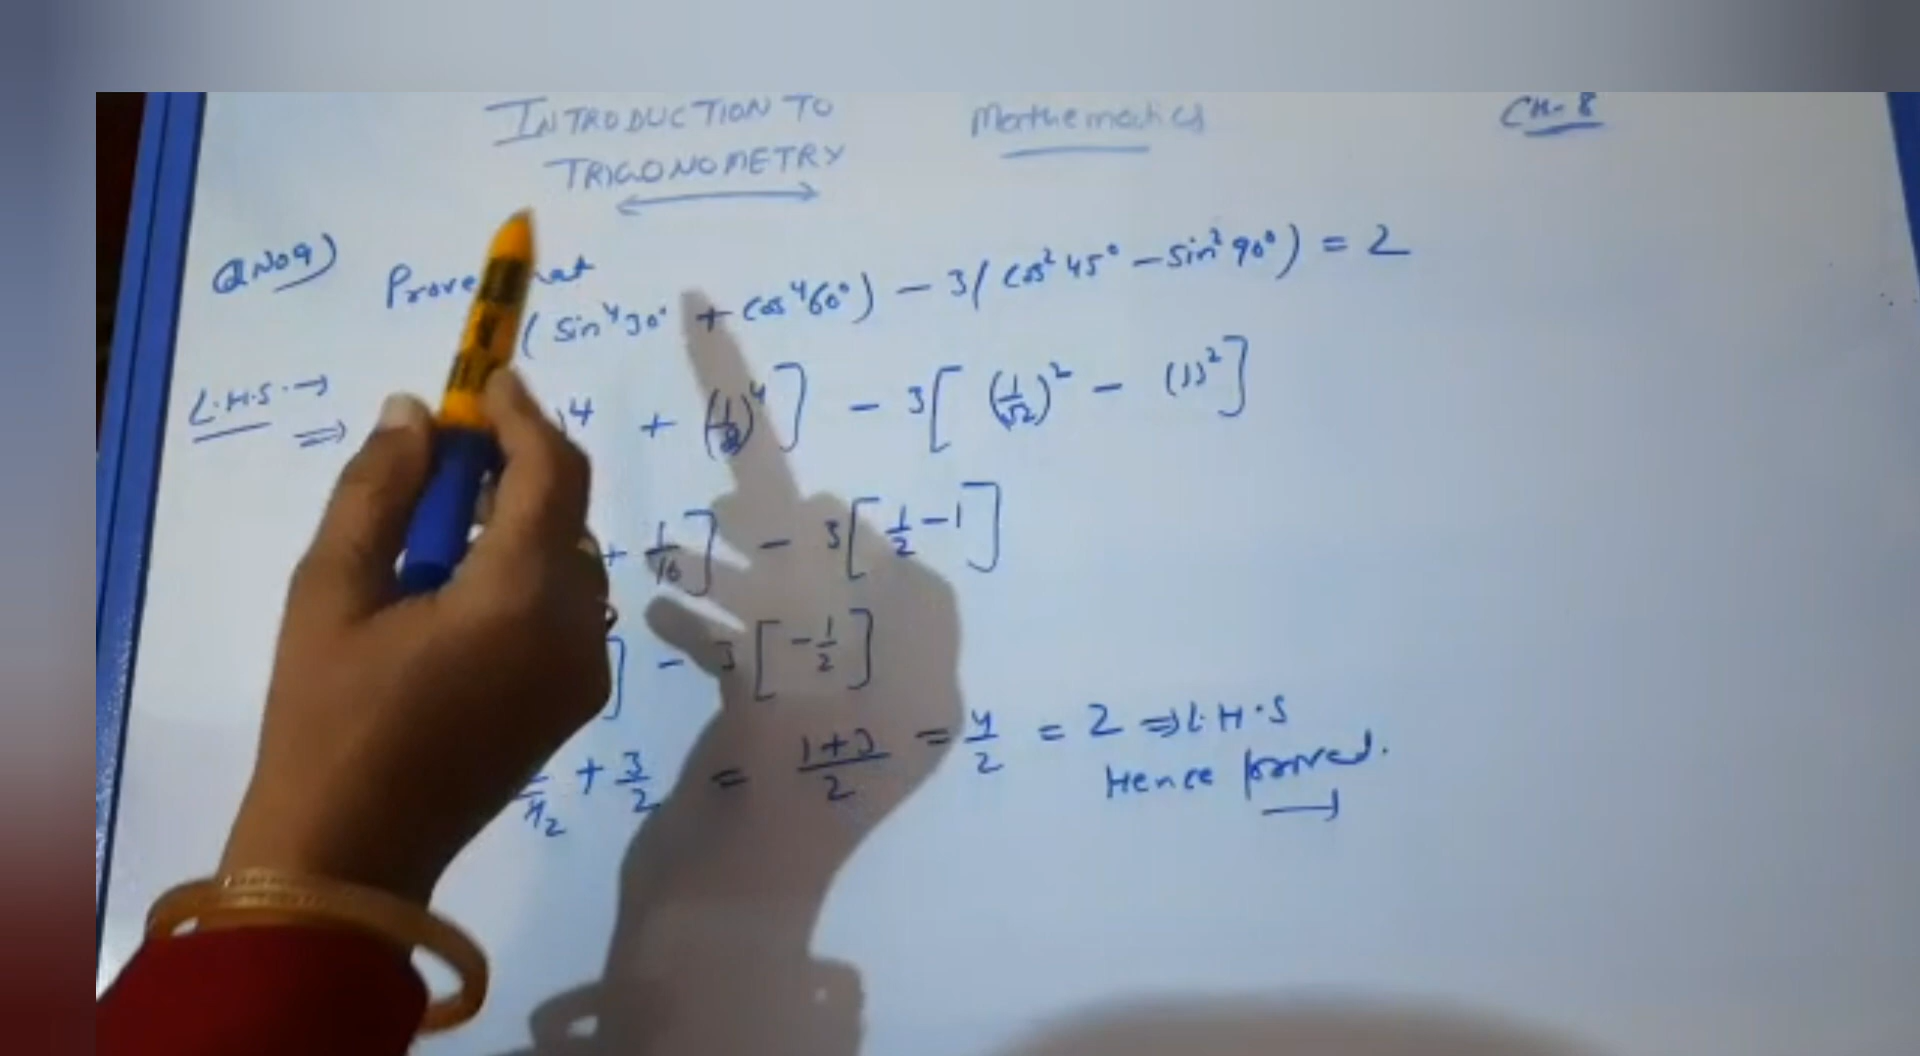 INTRODUCTION TO
TRIGONOMETRY
Mathematics
CH-8
QNo9)
Prove
(sin⁴30° + cos⁴60°) - 3(cos²45° - sin²90°) = 2
L.H.S. →
⇒ )⁴ + (1/2)⁴] - 3[(1/√2)² - (1)²]
+ 1/16] - 3[1/2 - 1]
] - 3[-1/2]
+ 3/2 = 1+3/2 = 4/2 = 2 ⇒ L.H.S
Hence proved.